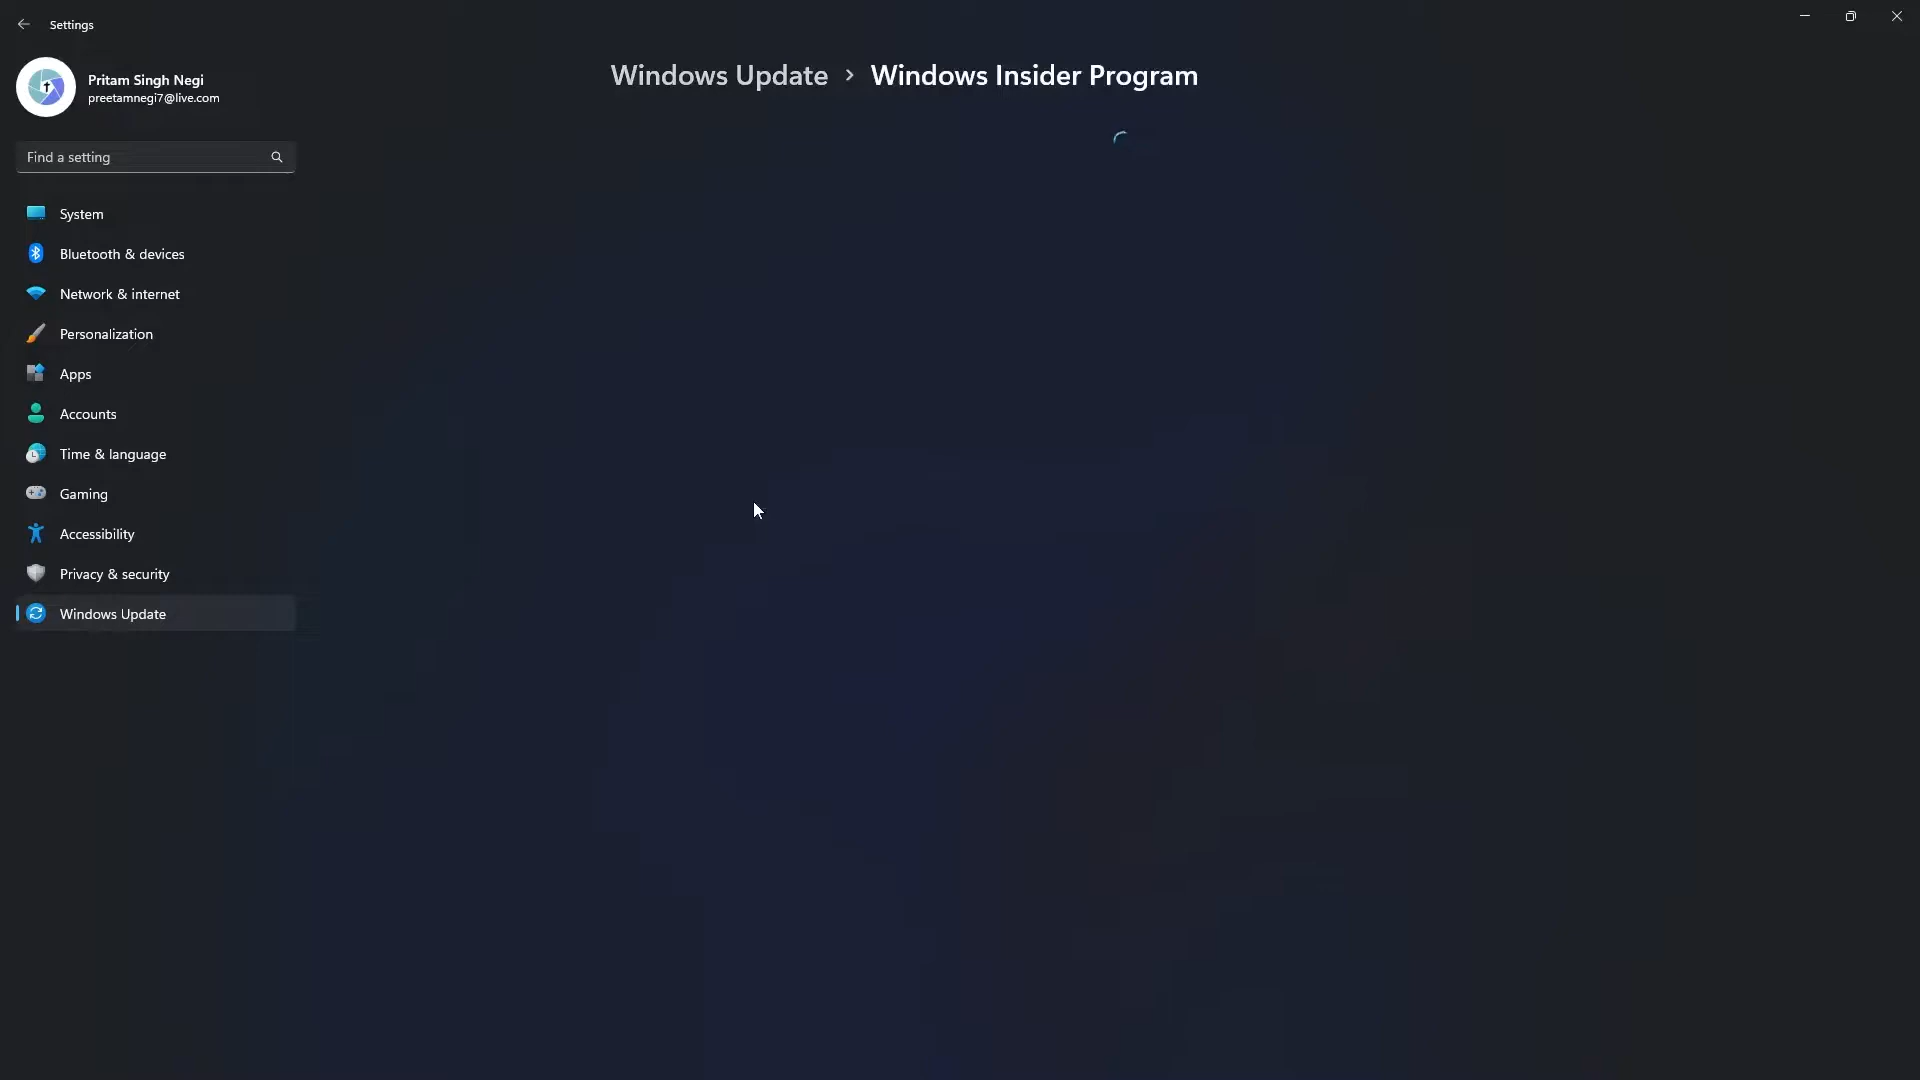 Settings
Pritam Singh Negi
preetamnegi7@live.com
Find a setting
System
Bluetooth & devices
Network & internet
Personalization
Apps
Accounts
Time & language
Gaming
Accessibility
Privacy & security
Windows Update
Windows Update > Windows Insider Program